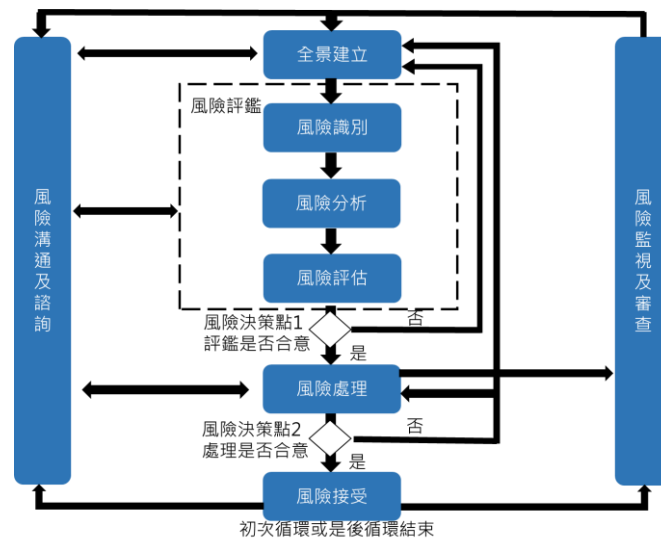 全景建立
風險評鑑
風險識別
風險分析
風險評估
風險溝通及諮詢
風險監視及審查
風險決策點1
評鑑是否合意
否
是
風險處理
風險決策點2
處理是否合意
否
是
風險接受
初次循環或是後循環結束